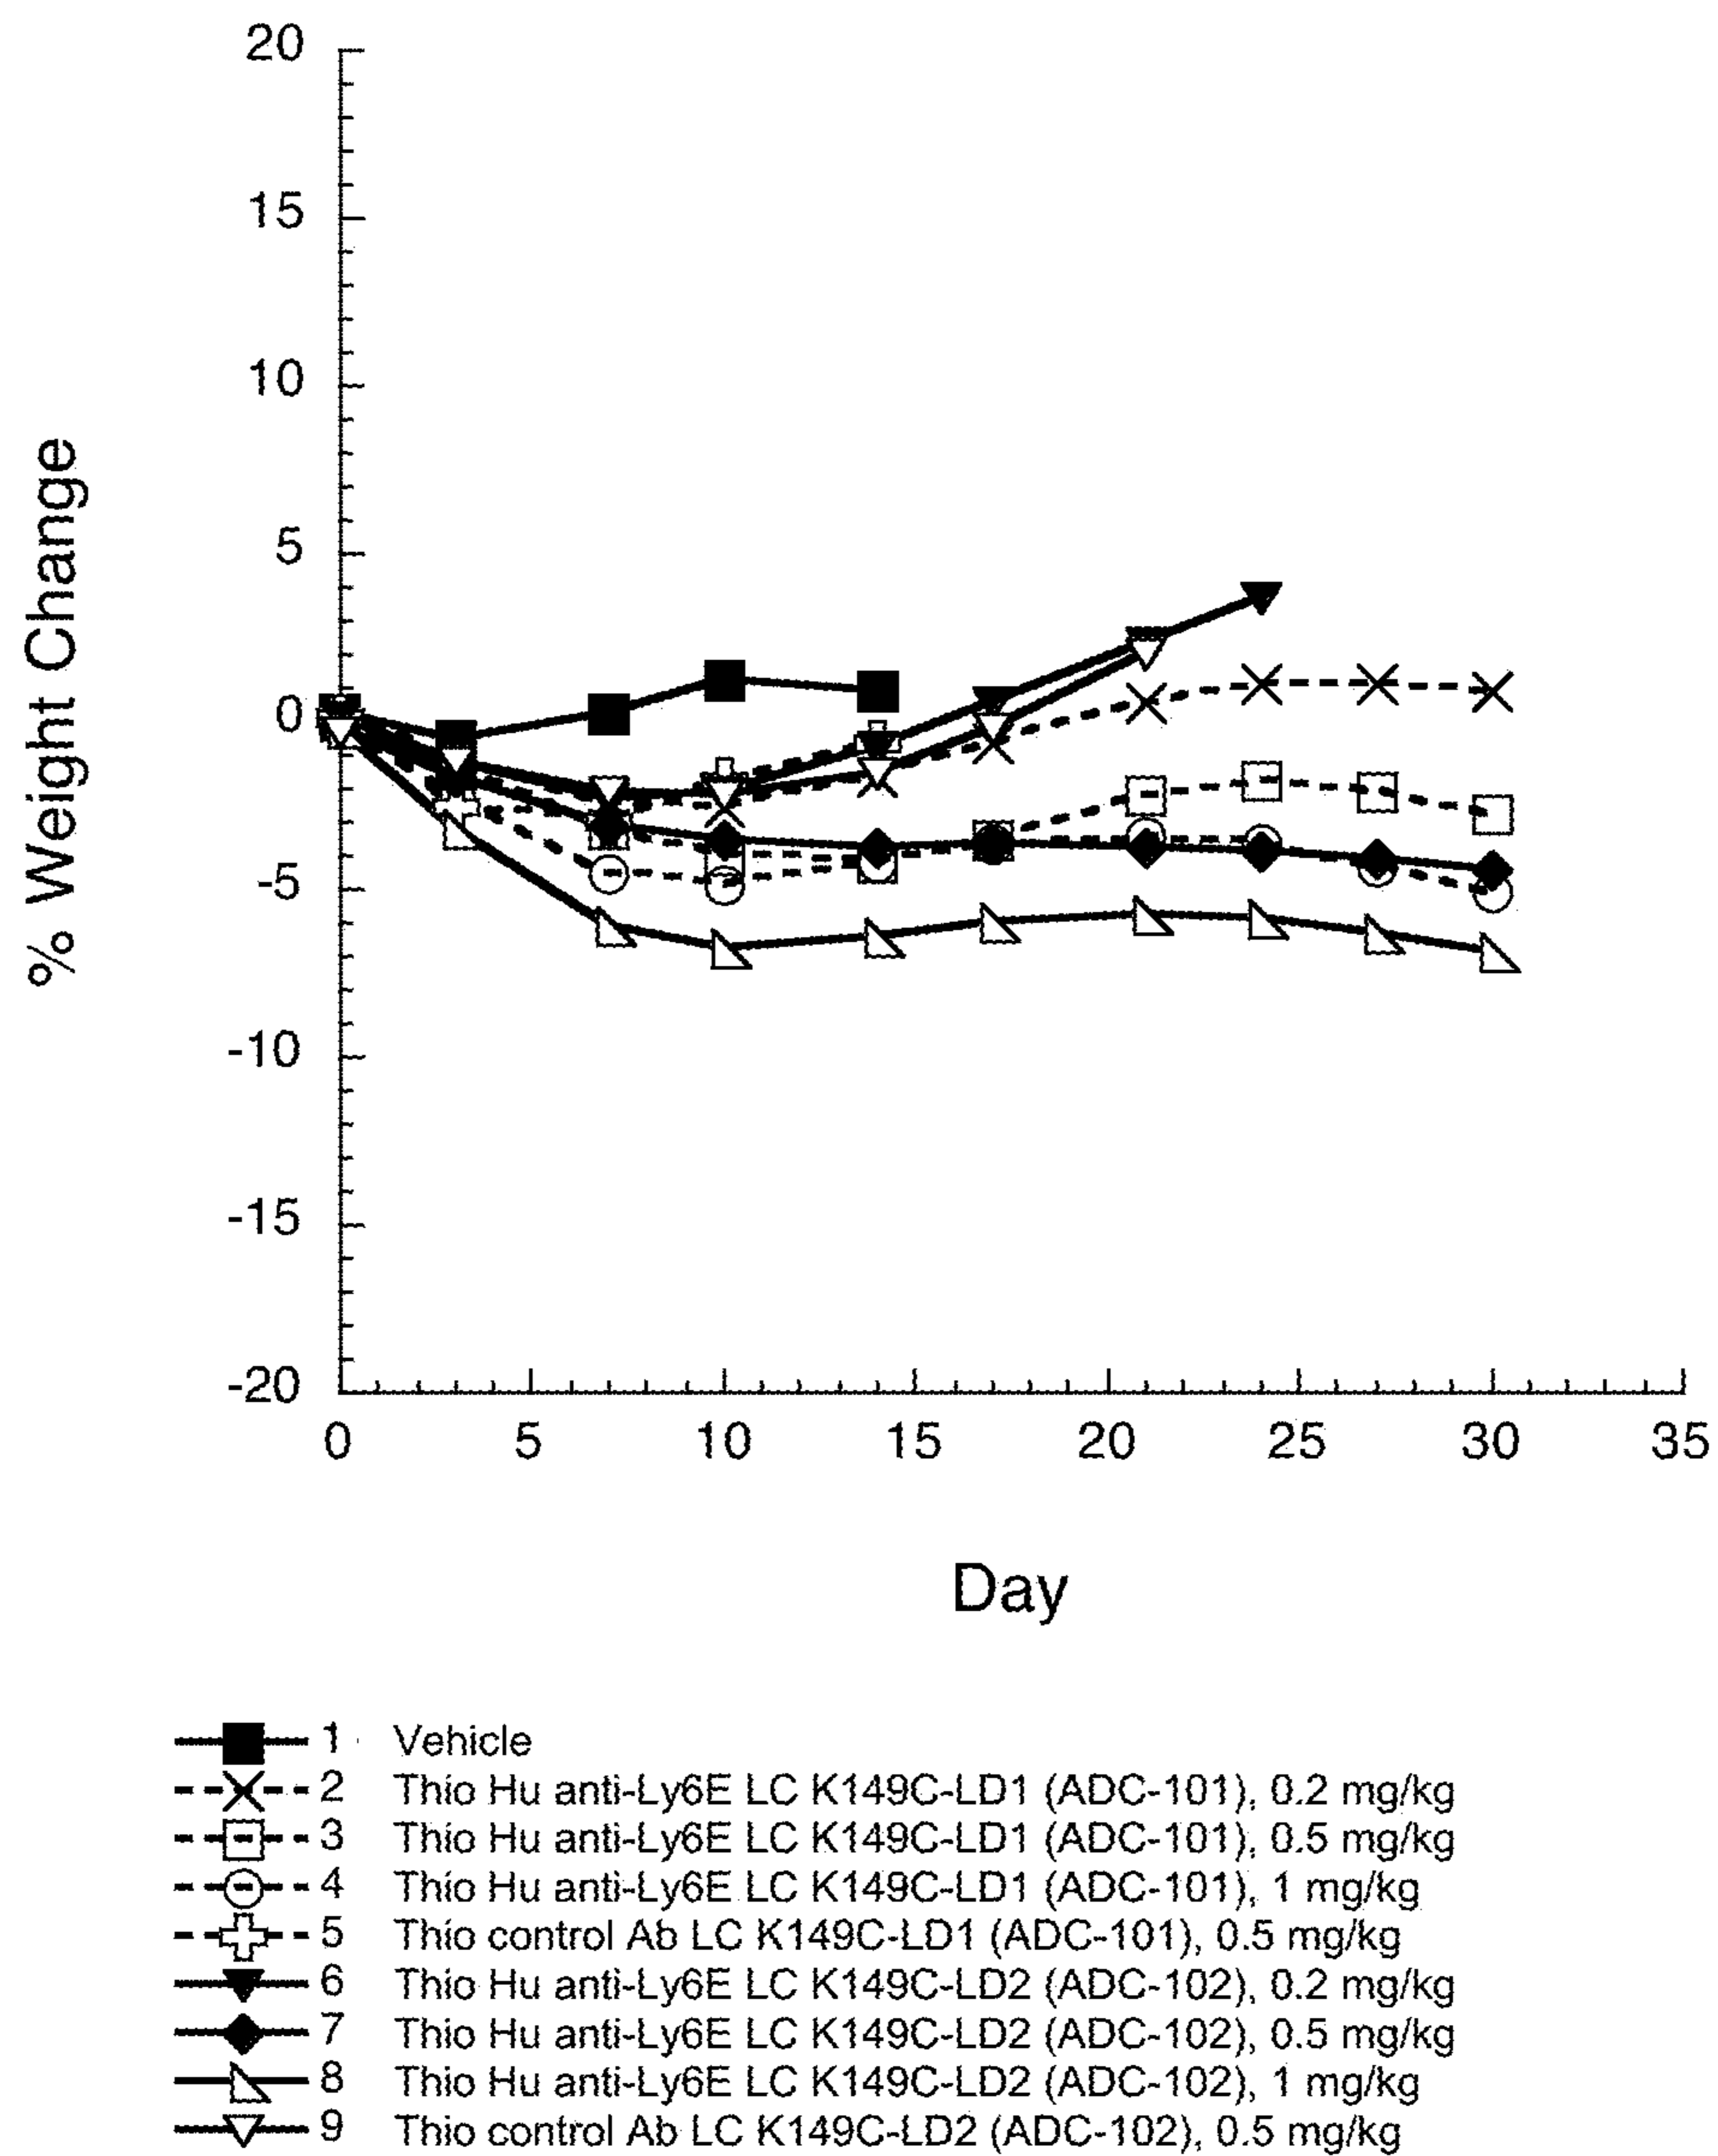 20
15
10
5
0
-5
-10
-15
-20
% Weight Change
0 5 10 15 20 25 30 35
Day
1 Vehicle
2 Thio Hu anti-Ly6E LC K149C-LD1 (ADC-101), 0.2 mg/kg
3 Thio Hu anti-Ly6E LC K149C-LD1 (ADC-101), 0.5 mg/kg
4 Thio Hu anti-Ly6E LC K149C-LD1 (ADC-101), 1 mg/kg
5 Thio control Ab LC K149C-LD1 (ADC-101), 0.5 mg/kg
6 Thio Hu anti-Ly6E LC K149C-LD2 (ADC-102), 0.2 mg/kg
7 Thio Hu anti-Ly6E LC K149C-LD2 (ADC-102), 0.5 mg/kg
8 Thio Hu anti-Ly6E LC K149C-LD2 (ADC-102), 1 mg/kg
9 Thio control Ab LC K149C-LD2 (ADC-102), 0.5 mg/kg